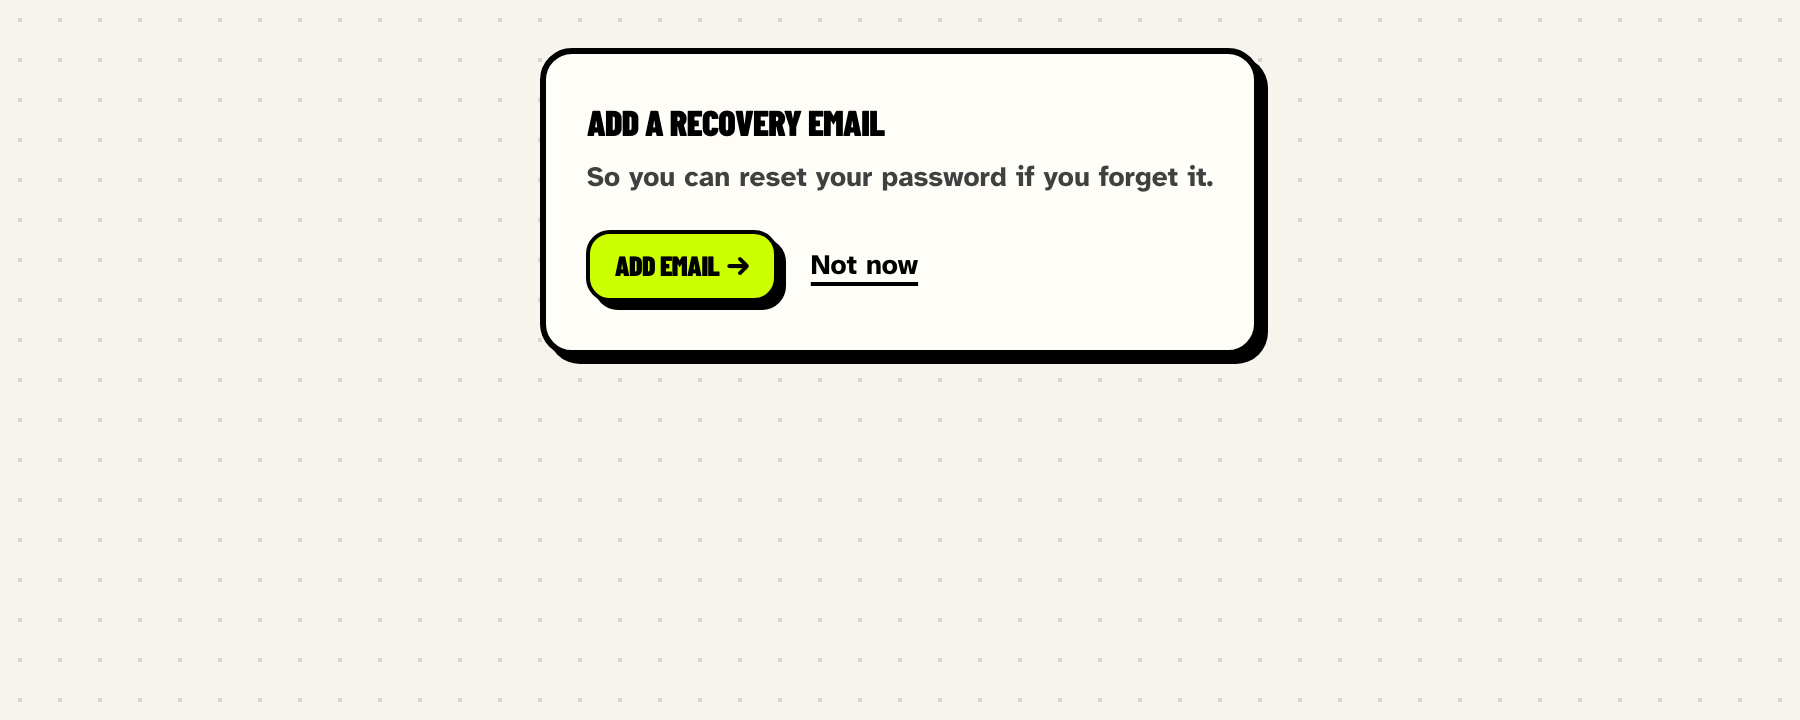 ADD A RECOVERY EMAIL
So you can reset your password if you forget it.
ADD EMAIL →
Not now